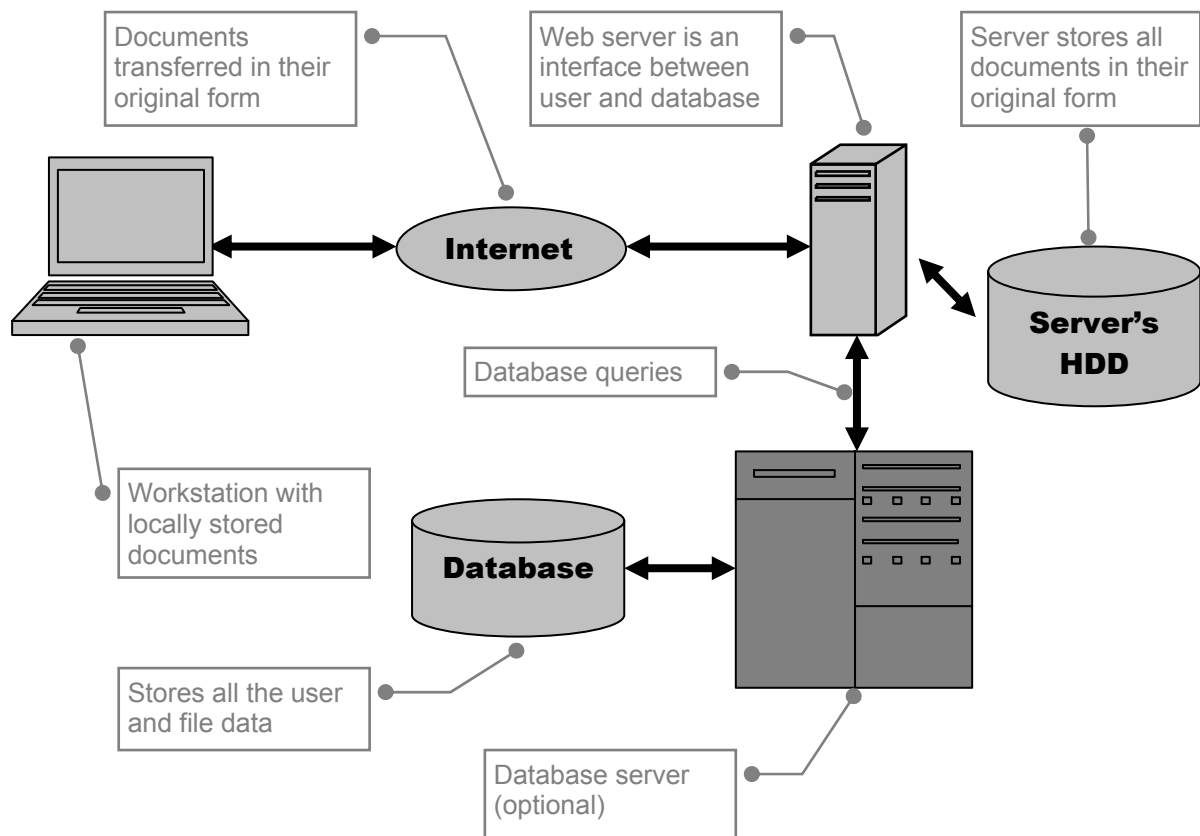 Documents
transferred in their
original form
Web server is an
interface between
user and database
Server stores all
documents in their
original form
Internet
Server’s
HDD
Database queries
Workstation with
locally stored
documents
Database
Stores all the user
and file data
Database server
(optional)